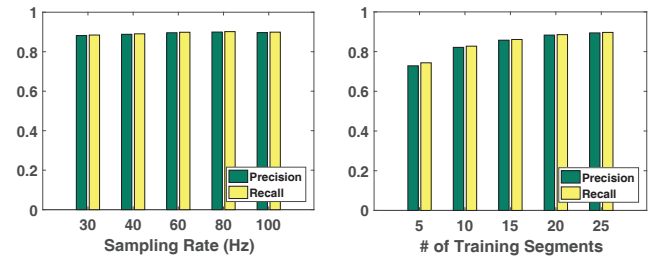 1
0.8
0.6
0.4
0.2
0
Precision
Recall
30 40 60 80 100
Sampling Rate (Hz)
1
0.8
0.6
0.4
0.2
0
Precision
Recall
5 10 15 20 25
# of Training Segments